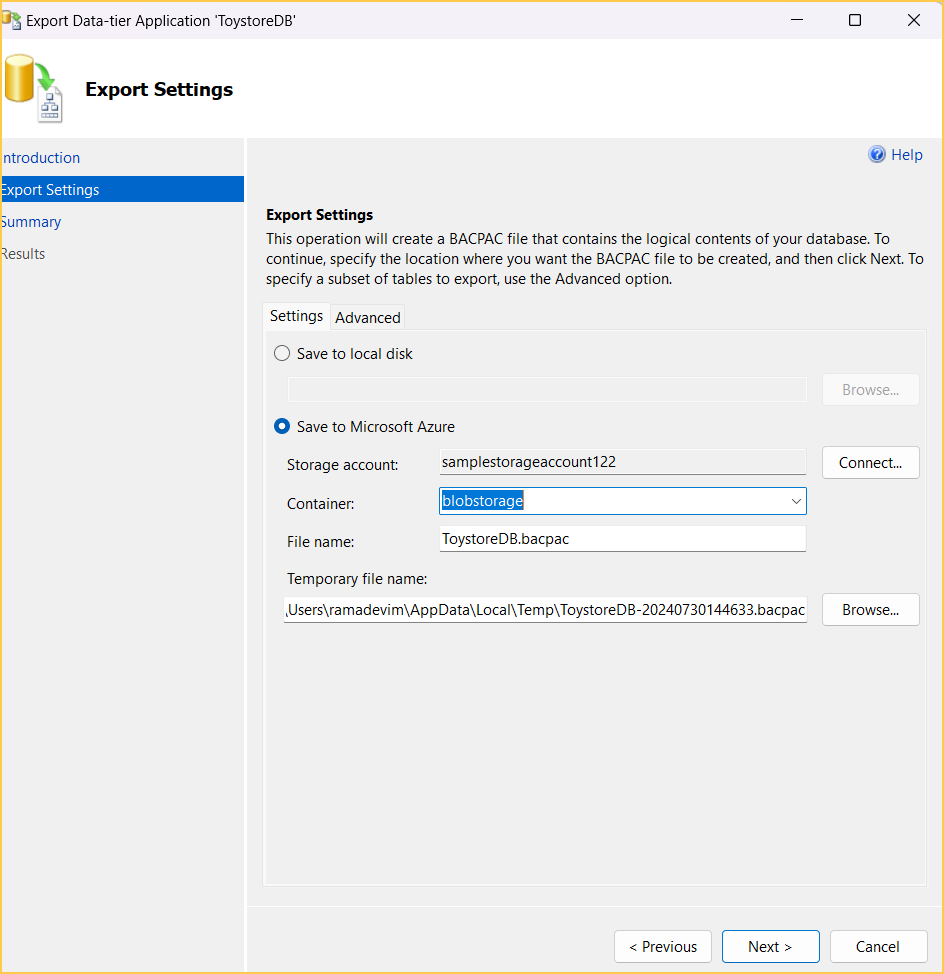 Export Data-tier Application 'ToystoreDB'
Export Settings
ntroduction
Export Settings
Summary
Results
Help
Export Settings
This operation will create a BACPAC file that contains the logical contents of your database. To
continue, specify the location where you want the BACPAC file to be created, and then click Next. To
specify a subset of tables to export, use the Advanced option.
Settings Advanced
Save to local disk
Browse...
Save to Microsoft Azure
Storage account: samplestorageaccount122 Connect...
Container: blobstorage
File name: ToystoreDB.bacpac
Temporary file name:
\Users\ramadevim\AppData\Local\Temp\ToystoreDB-20240730144633.bacpac Browse...
< Previous Next > Cancel